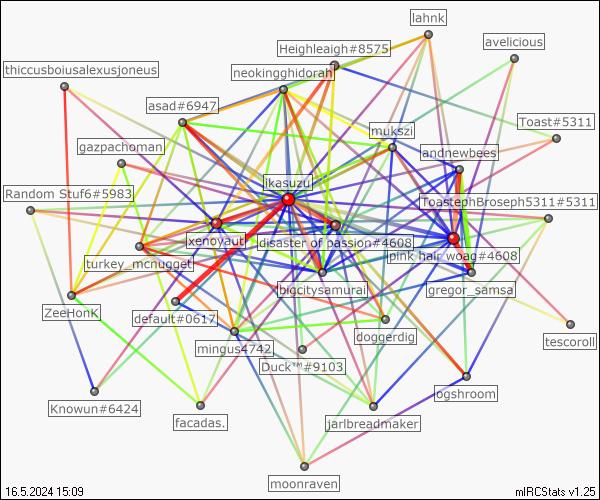 lahnk
avelicious
Heighleaigh#8575
neokingghidorah
thiccusboiusalexusjoneus
asad#6947
Toast#5311
mukszi
gazpachoman
andnewbees
ikasuzu
Random Stuf6#5983
ToastephBroseph5311#5311
xenoyaut
disaster of passion#4608
pink hair woag#4608
turkey_mcnugget
bigcitysamurai
gregor_samsa
ZeeHonK
default#0617
doggerdig
tescoroll
mingus4742
Duck™#9103
ogshroom
Knowun#6424
facadas.
jarlbreadmaker
moonraven
16.5.2024 15:09
mIRCStats v1.25